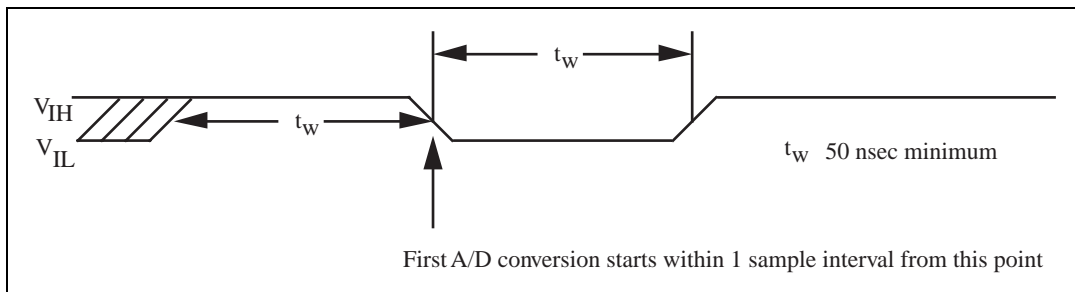 t_w
V_IH
t_w
V_IL
t_w 50 nsec minimum
First A/D conversion starts within 1 sample interval from this point